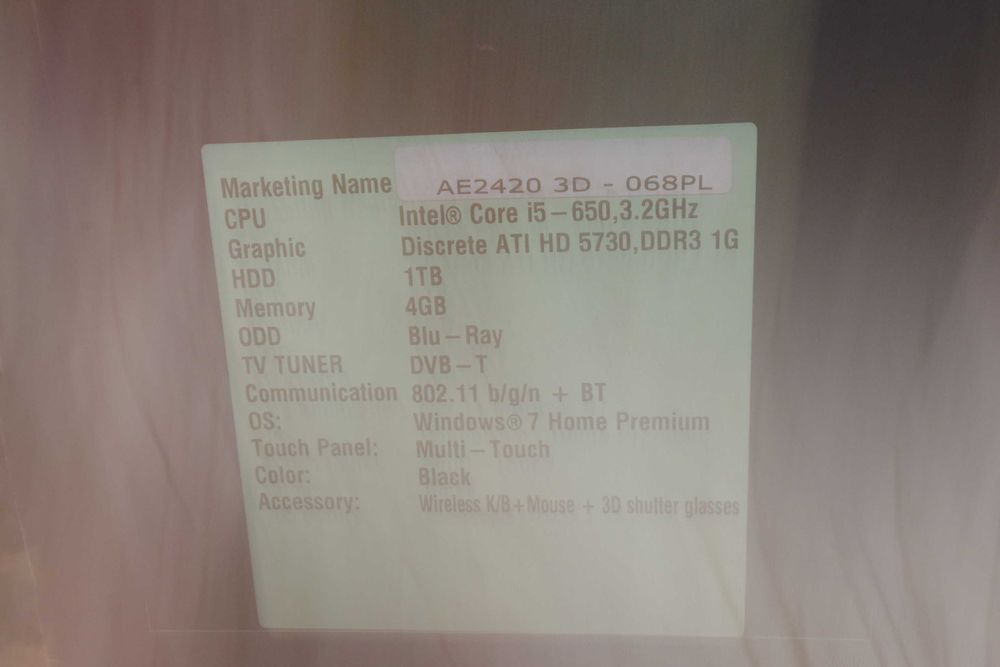 Marketing Name AE2420 3D - 068PL
CPU Intel® Core i5-650,3.2GHz
Graphic Discrete ATI HD 5730,DDR3 1G
HDD 1TB
Memory 4GB
ODD Blu-Ray
TV TUNER DVB-T
Communication 802.11 b/g/n + BT
OS: Windows® 7 Home Premium
Touch Panel: Multi-Touch
Color: Black
Accessory: Wireless K/B+Mouse + 3D shutter glasses